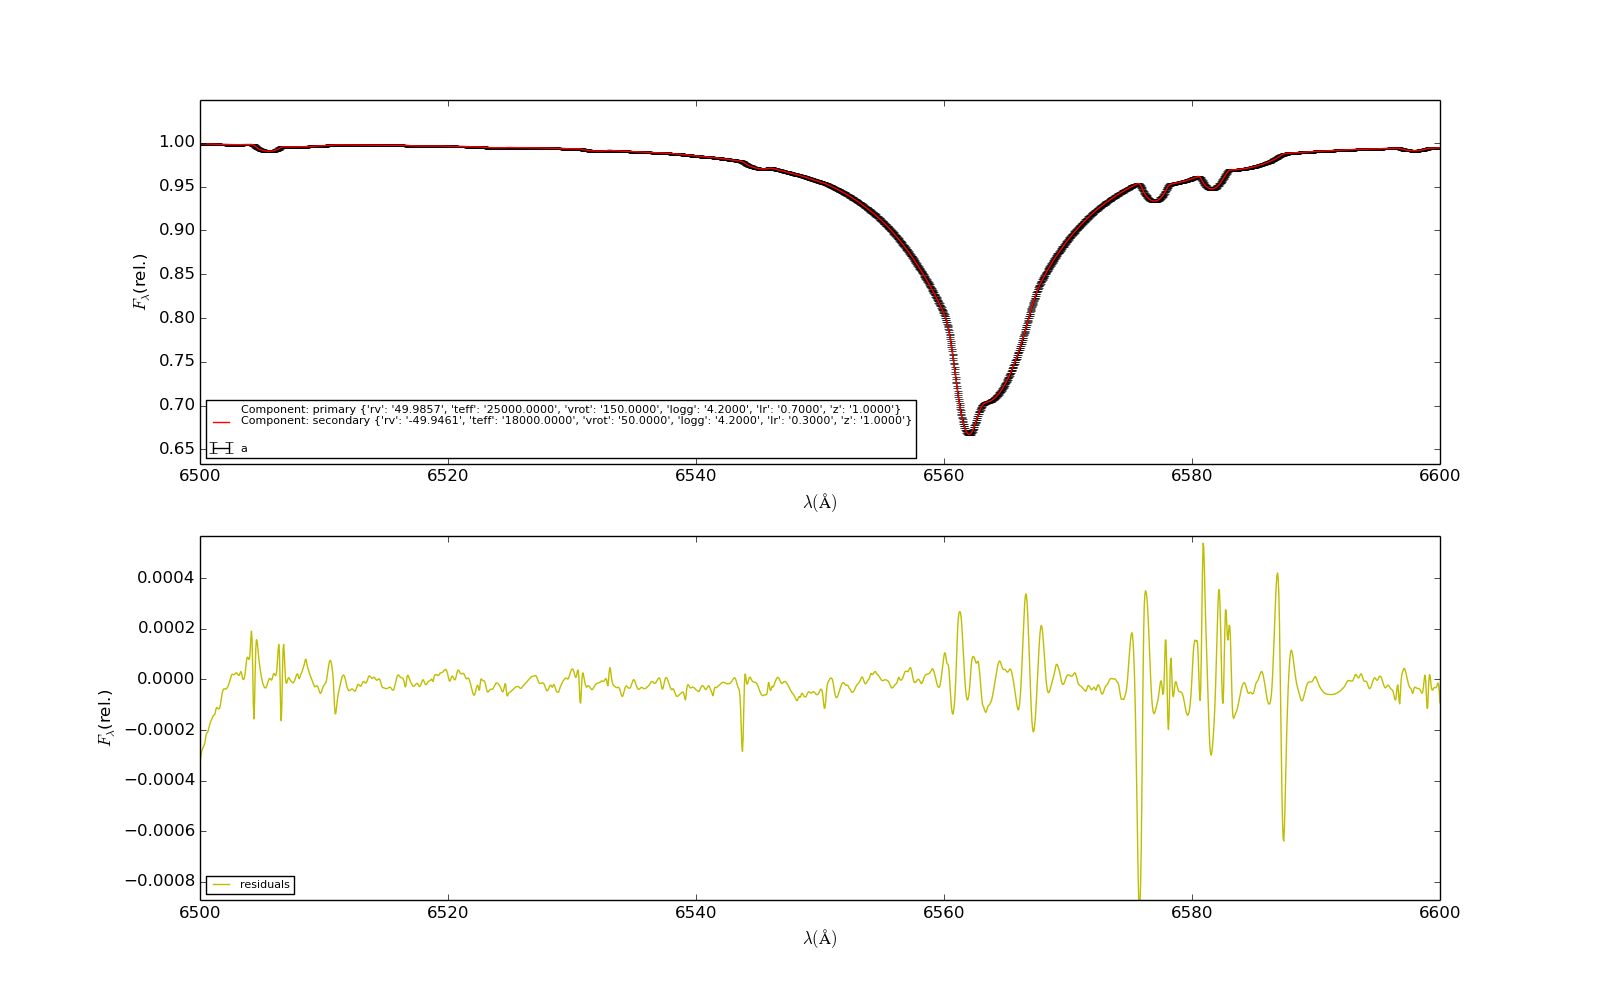 1.00
0.95
0.90
0.85
0.80
0.75
0.70
0.65
Fλ(rel.)
Component: primary {'rv': '49.9857', 'teff': '25000.0000', 'vrot': '150.0000', 'logg': '4.2000', 'lr': '0.7000', 'z': '1.0000'}
Component: secondary {'rv': '-49.9461', 'teff': '18000.0000', 'vrot': '50.0000', 'logg': '4.2000', 'lr': '0.3000', 'z': '1.0000'}
a
6500 6520 6540 6560 6580 6600
λ(Å)
0.0004
0.0002
0.0000
−0.0002
−0.0004
−0.0006
−0.0008
Fλ(rel.)
residuals
6500 6520 6540 6560 6580 6600
λ(Å)